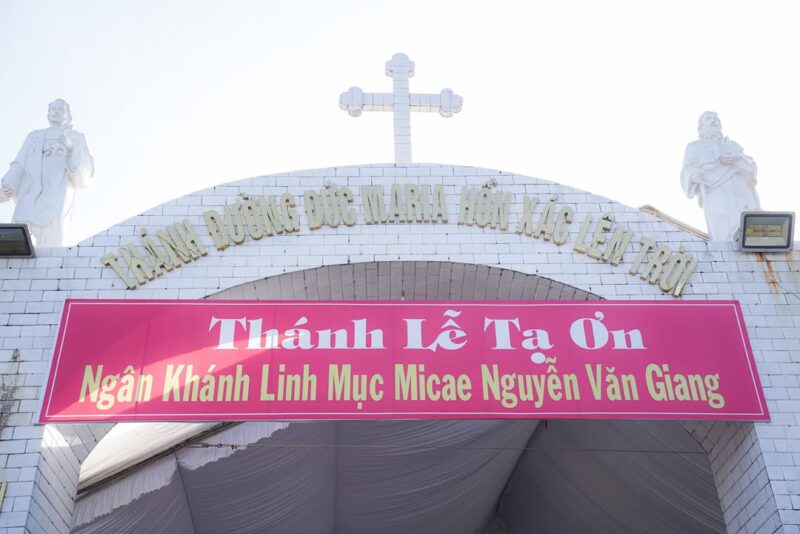 THÁNH ĐƯỜNG ĐỨC MARIA HỒN XÁC LÊN TRỜI
Thánh Lễ Tạ Ơn
Ngân Khánh Linh Mục Micae Nguyễn Văn Giang